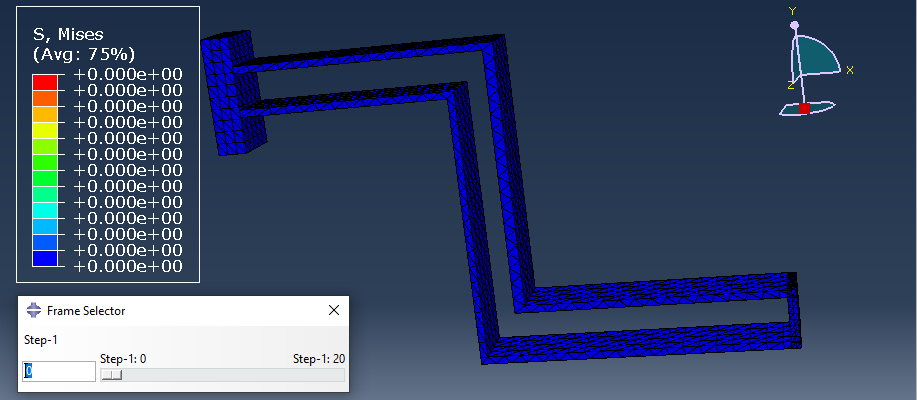 S, Mises
(Avg: 75%)
+0.000e+00
+0.000e+00
+0.000e+00
+0.000e+00
+0.000e+00
+0.000e+00
+0.000e+00
+0.000e+00
+0.000e+00
+0.000e+00
+0.000e+00
+0.000e+00
+0.000e+00
Y
X
Z
Frame Selector
Step-1
Step-1: 0
Step-1: 20
0